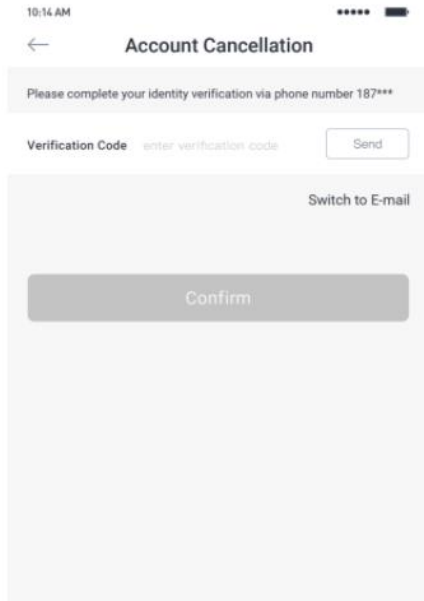 10:14 AM
Account Cancellation
Please complete your identity verification via phone number 187***
Verification Code enter verification code Send
Switch to E-mail
Confirm